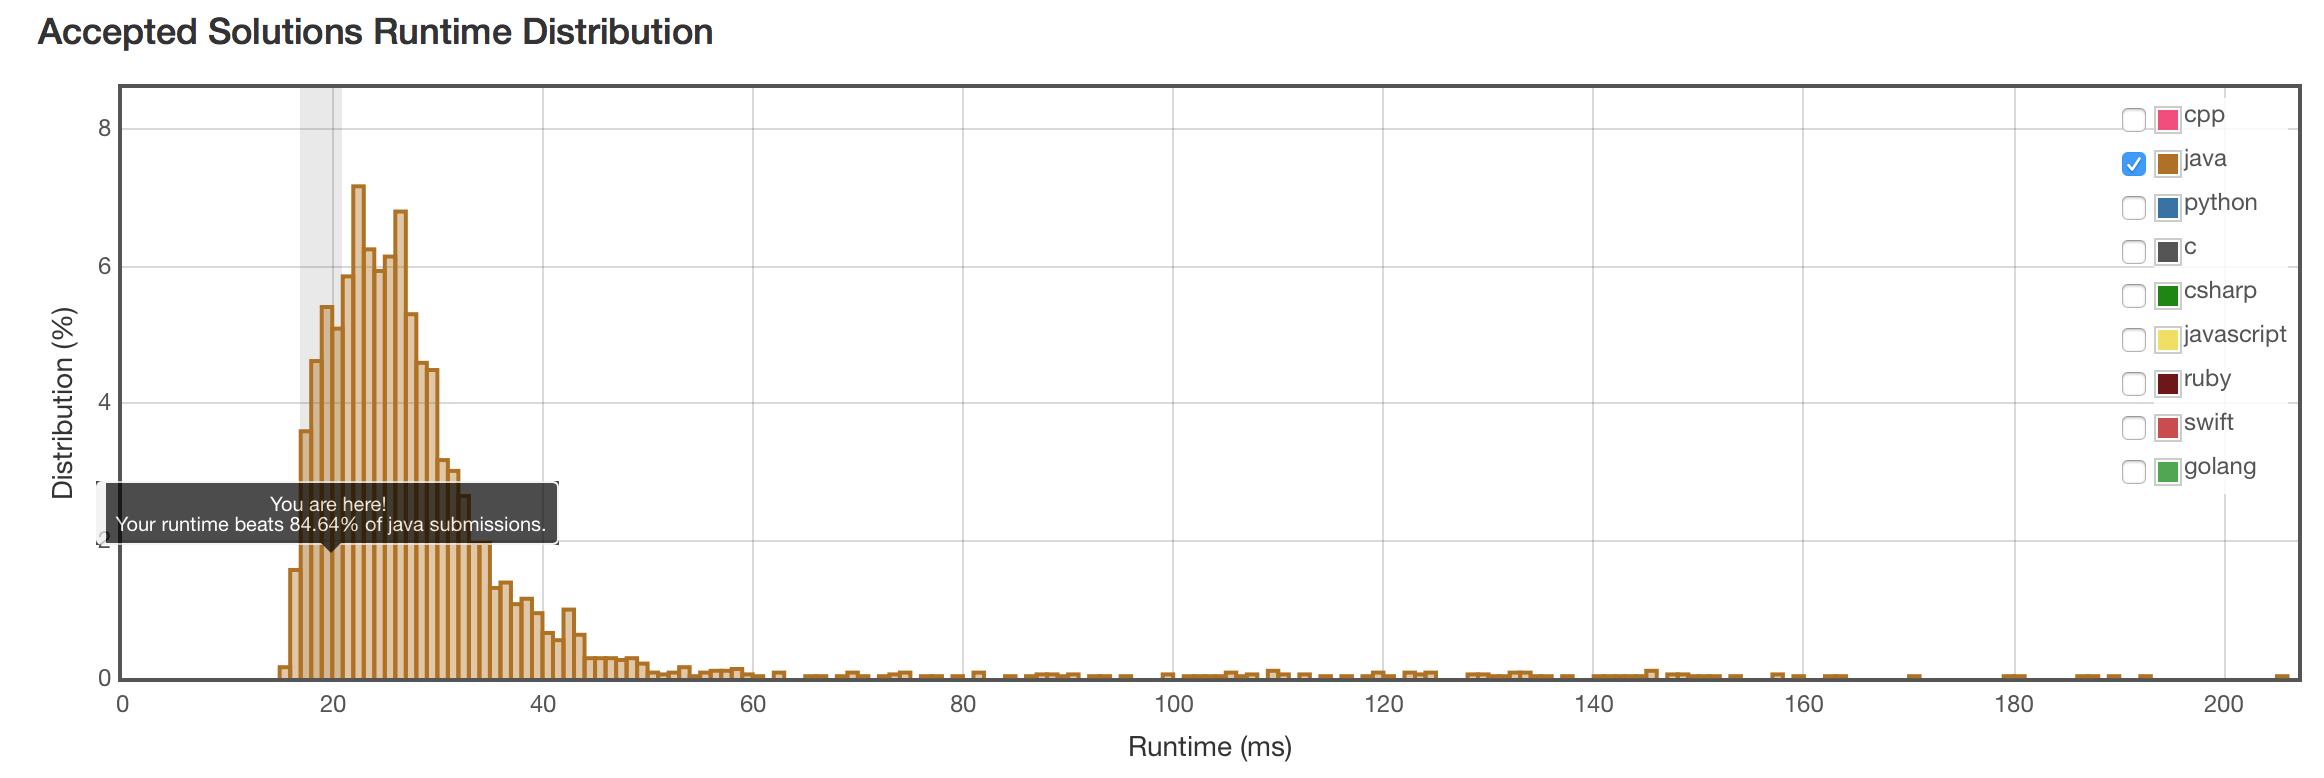 Accepted Solutions Runtime Distribution
8
6
4
2
0
Distribution (%)
You are here!
Your runtime beats 84.64% of java submissions.
cpp
java
python
c
csharp
javascript
ruby
swift
golang
0 20 40 60 80 100 120 140 160 180 200
Runtime (ms)